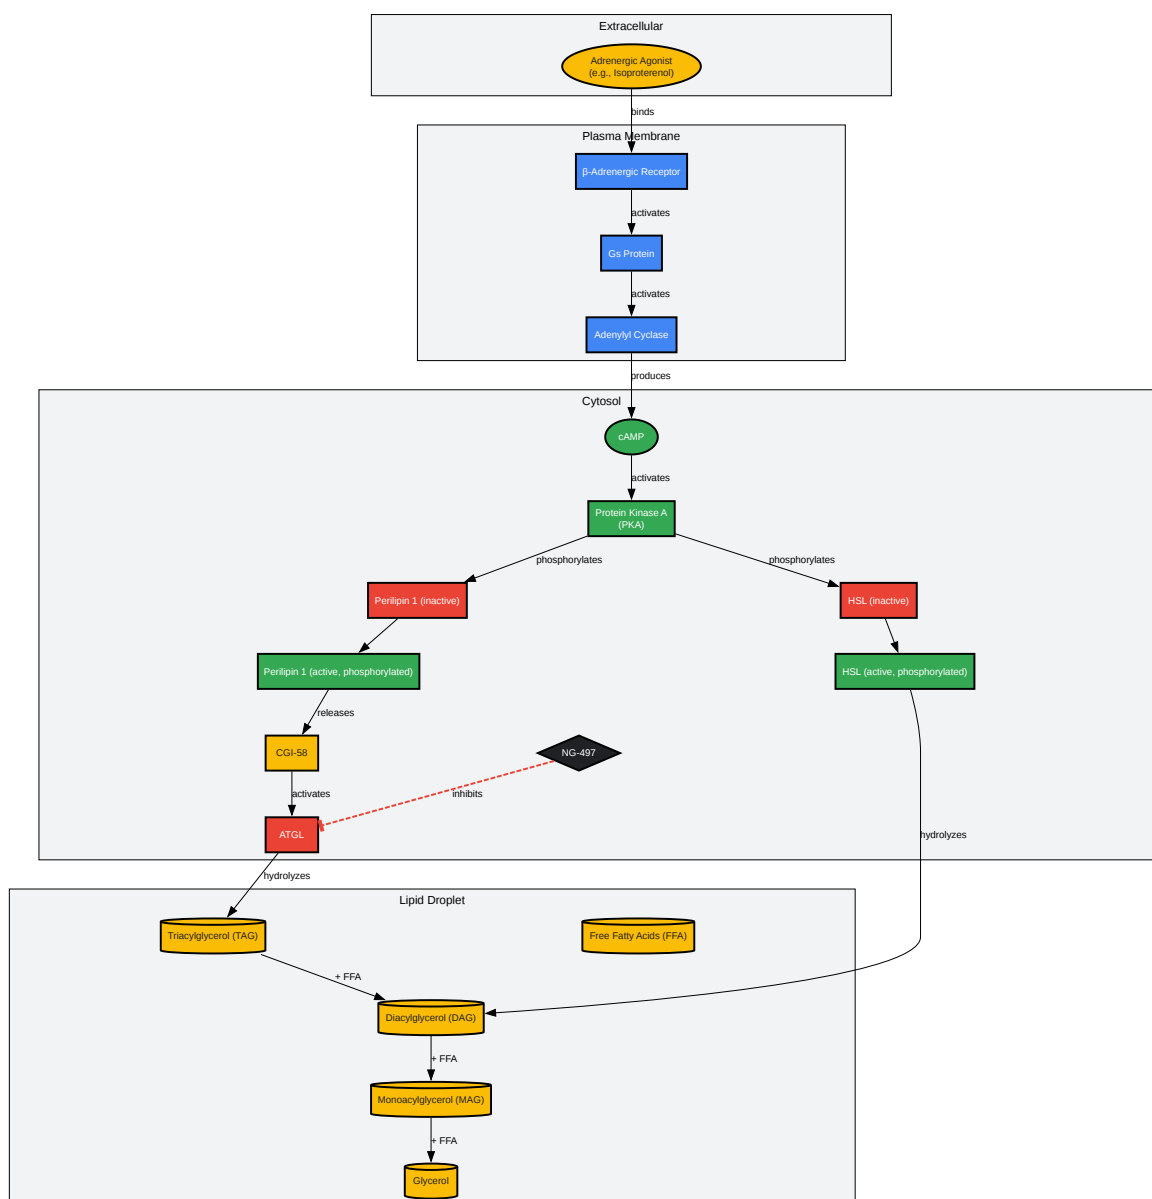 Extracellular
Adrenergic Agonist
(e.g., Isoproterenol)
binds
Plasma Membrane
β-Adrenergic Receptor
activates
Gs Protein
activates
Adenylyl Cyclase
produces
Cytosol
cAMP
activates
Protein Kinase A
(PKA)
phosphorylates
phosphorylates
Perilipin 1 (inactive)
HSL (inactive)
Perilipin 1 (active, phosphorylated)
HSL (active, phosphorylated)
releases
CGI-58
NG-497
activates
inhibits
ATGL
hydrolyzes
hydrolyzes
Lipid Droplet
Triacylglycerol (TAG)
Free Fatty Acids (FFA)
+ FFA
Diacylglycerol (DAG)
+ FFA
Monoacylglycerol (MAG)
+ FFA
Glycerol